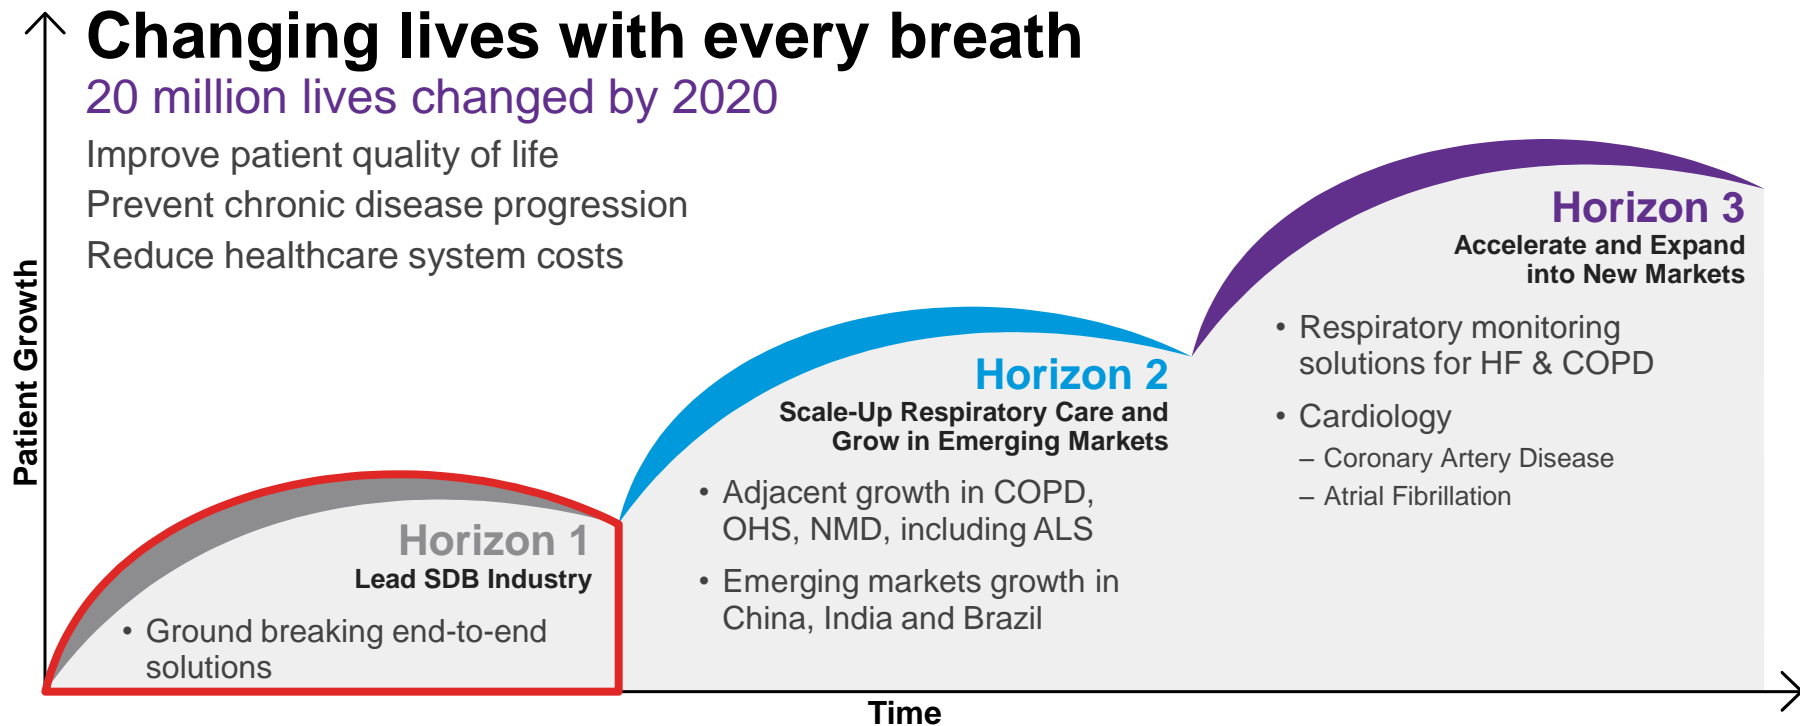 Changing lives with every breath
20 million lives changed by 2020
Improve patient quality of life
Prevent chronic disease progression
Reduce healthcare system costs
Patient Growth
Horizon 1
Lead SDB Industry
• Ground breaking end-to-end
solutions
Horizon 2
Scale-Up Respiratory Care and
Grow in Emerging Markets
• Adjacent growth in COPD,
OHS, NMD, including ALS
• Emerging markets growth in
China, India and Brazil
Horizon 3
Accelerate and Expand
into New Markets
• Respiratory monitoring
solutions for HF & COPD
• Cardiology
– Coronary Artery Disease
– Atrial Fibrillation
Time